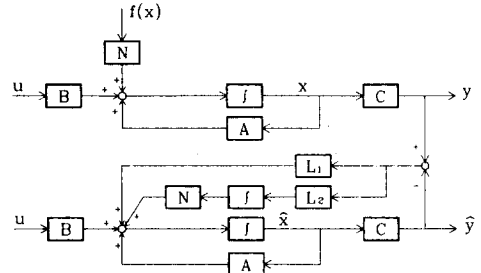 f(x)
N
+
+
u B + ∫ x C y
+
A
+
L₁
-
N ∫ L₂
+
+
u B + ∫ x̂ C ŷ
+
A